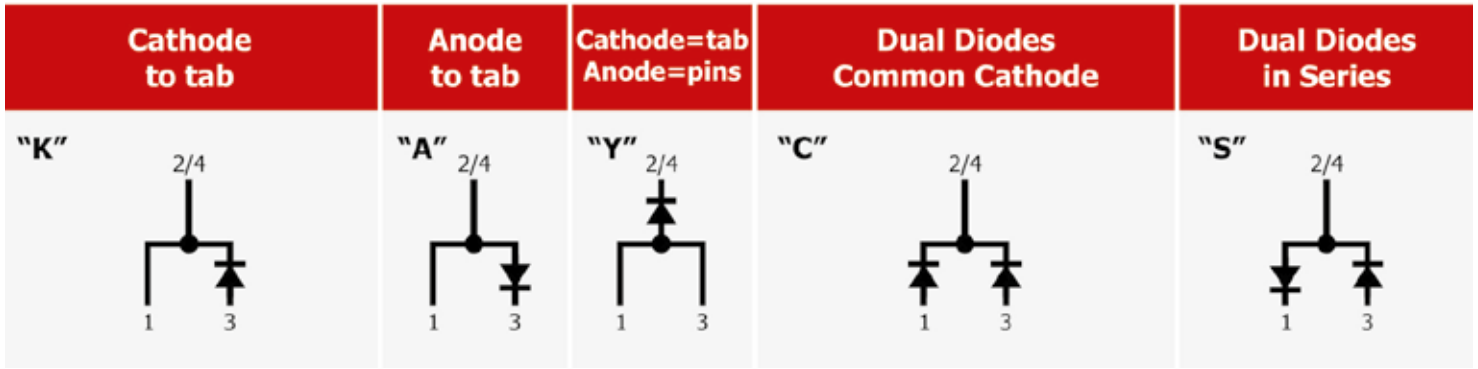 Cathode
to tab
Anode
to tab
Cathode=tab
Anode=pins
Dual Diodes
Common Cathode
Dual Diodes
in Series
"K"
2/4
1
3
"A"
2/4
1
3
"Y"
2/4
1
3
"C"
2/4
1
3
"S"
2/4
1
3